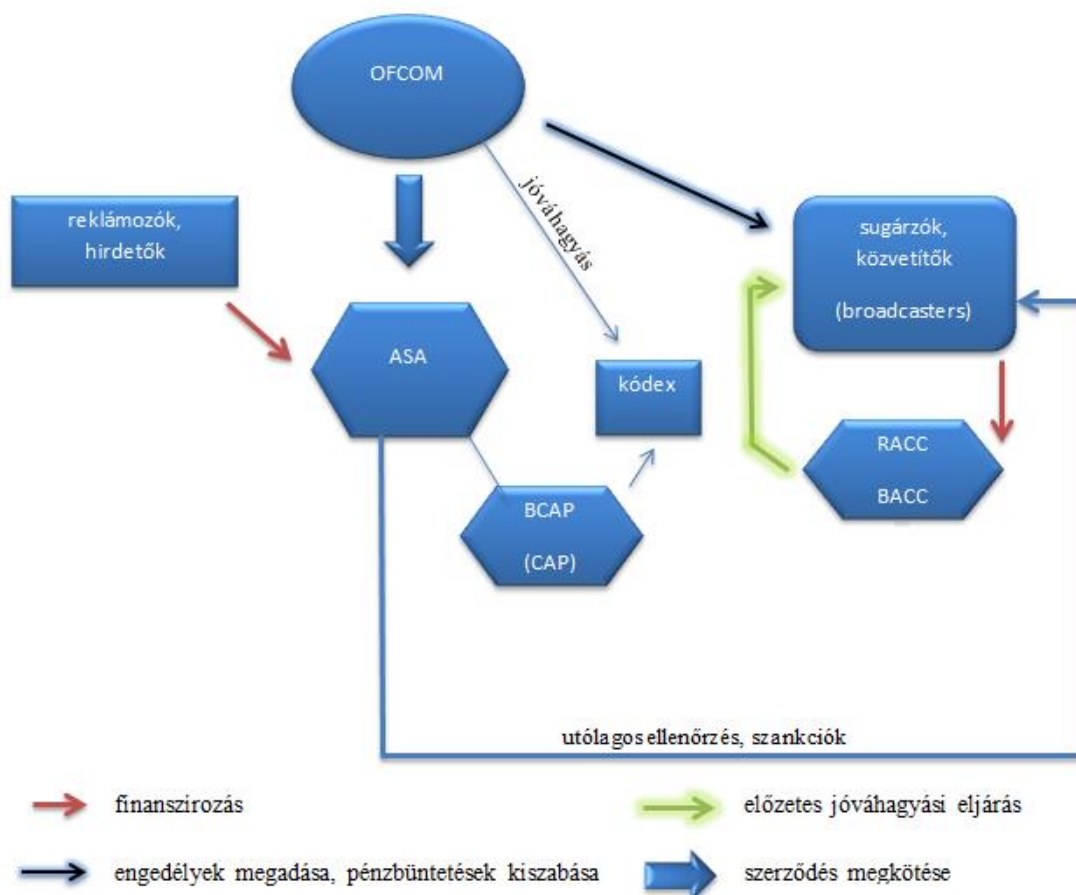 OFCOM
jóváhagyás
reklámozók,
hirdetők
sugárzók,
közvetítők
(broadcasters)
ASA
kódex
RACC
BACC
BCAP
(CAP)
utólagos ellenőrzés, szankciók
finanszírozás
előzetes jóváhagyási eljárás
engedélyek megadása, pénzbüntetések kiszabása
szerződés megkötése